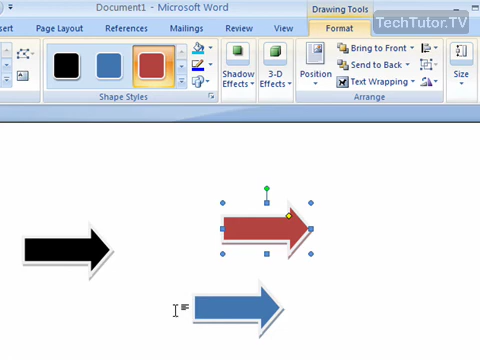 Document1 - Microsoft Word
Drawing Tools
TechTutor.TV
Page Layout References Mailings Review View Format
Shape Styles
Shadow Effects
3-D Effects
Position
Bring to Front
Send to Back
Text Wrapping
Arrange
Size